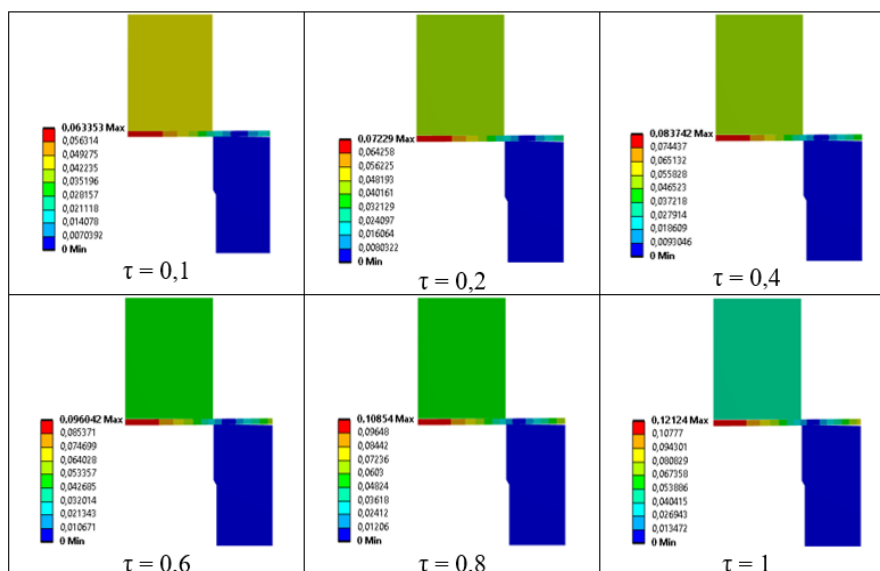 0.063353 Max
0,056314
0,049275
0,042235
0,035196
0,028157
0,021118
0,014078
0,0070392
0 Min
τ = 0,1
0.07229 Max
0,064258
0,056225
0,048193
0,040161
0,032129
0,024097
0,016064
0,0080322
0 Min
τ = 0,2
0.083742 Max
0,074437
0,065132
0,055828
0,046523
0,037218
0,027914
0,018609
0,0093046
0 Min
τ = 0,4
0.096042 Max
0,085371
0,074699
0,064028
0,053357
0,042685
0,032014
0,021343
0,010671
0 Min
τ = 0,6
0.10854 Max
0,09648
0,08442
0,07236
0,0603
0,04824
0,03618
0,02412
0,01206
0 Min
τ = 0,8
0.12124 Max
0,10777
0,094301
0,080829
0,067358
0,053886
0,040415
0,026943
0,013472
0 Min
τ = 1